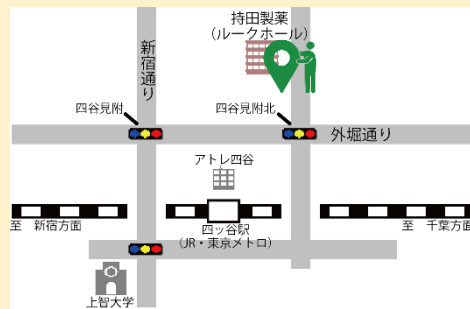 持田製薬
(ルークホール)
新宿通り
四谷見附
四谷見附北
外堀通り
アトレ四谷
至 新宿方面
四ッ谷駅
(JR・東京メトロ)
至 千葉方面
上智大学